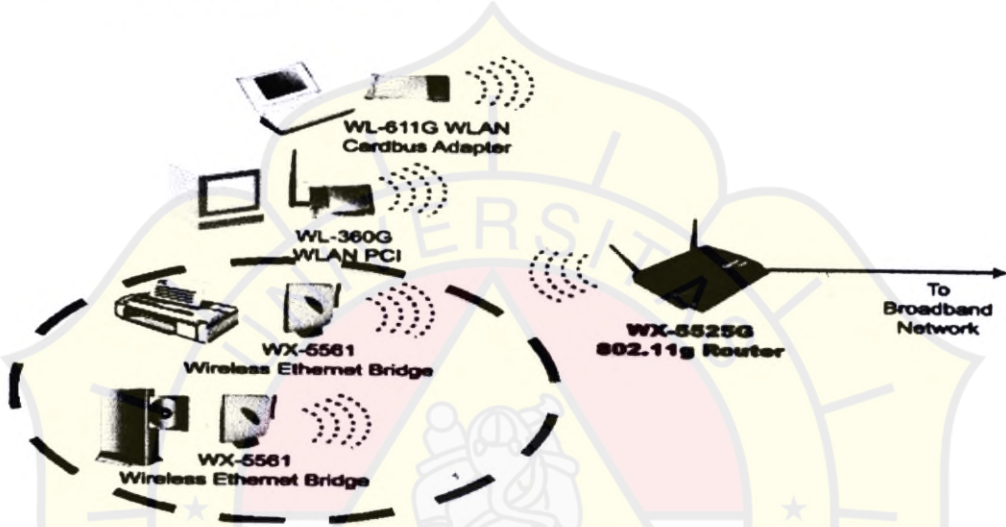 WL-611G WLAN
Cardbus Adapter
WL-360G
WLAN PCI
WX-5561
Wireless Ethernet Bridge
WX-5561
Wireless Ethernet Bridge
WX-5525G
802.11g Router
To
Broadband
Network
UNIVERSITAS